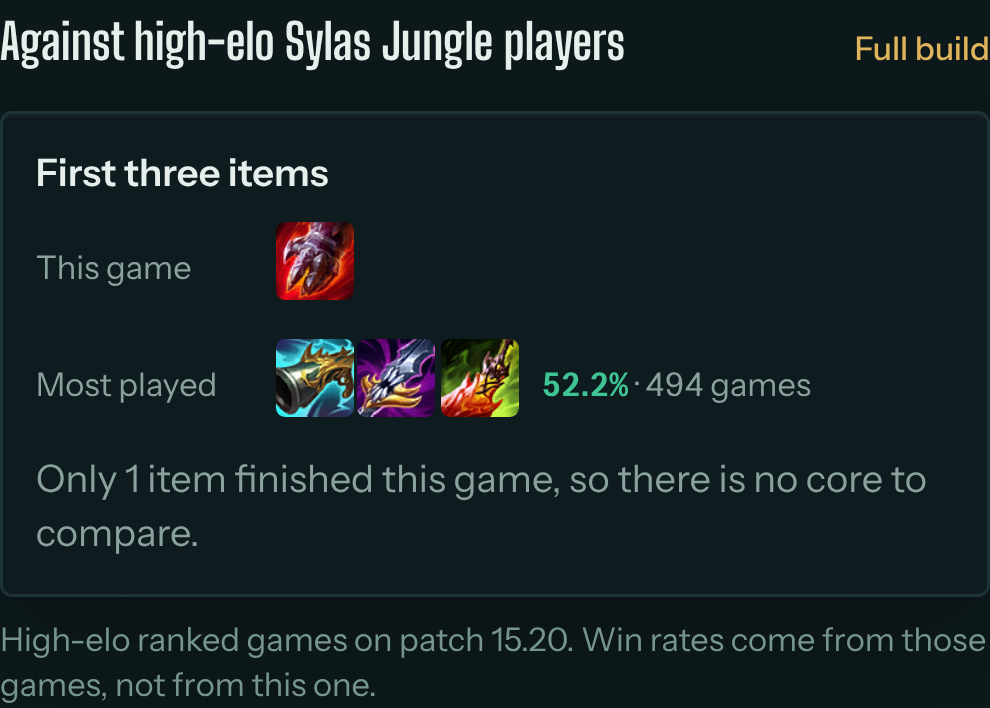 Against high-elo Sylas Jungle players
Full build
First three items
This game
Most played
52.2% · 494 games
Only 1 item finished this game, so there is no core to
compare.
High-elo ranked games on patch 15.20. Win rates come from those
games, not from this one.